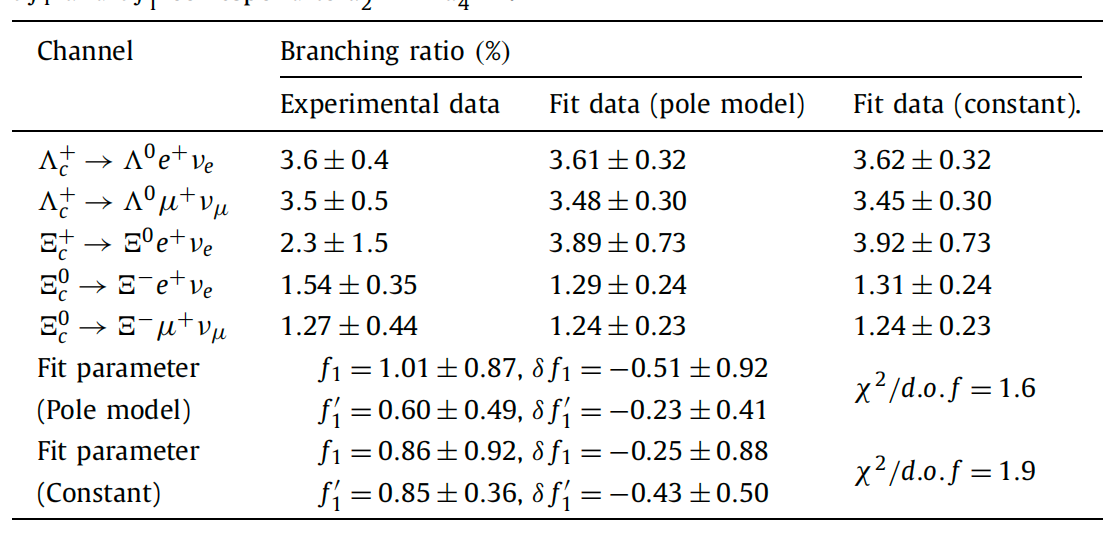 Channel Branching ratio (%)
Experimental data Fit data (pole model) Fit data (constant).
Λ_c^+ → Λ^0 e^+ ν_e 3.6 ± 0.4 3.61 ± 0.32 3.62 ± 0.32
Λ_c^+ → Λ^0 μ^+ ν_μ 3.5 ± 0.5 3.48 ± 0.30 3.45 ± 0.30
Ξ_c^+ → Ξ^0 e^+ ν_e 2.3 ± 1.5 3.89 ± 0.73 3.92 ± 0.73
Ξ_c^0 → Ξ^− e^+ ν_e 1.54 ± 0.35 1.29 ± 0.24 1.31 ± 0.24
Ξ_c^0 → Ξ^− μ^+ ν_μ 1.27 ± 0.44 1.24 ± 0.23 1.24 ± 0.23
Fit parameter f_1 = 1.01 ± 0.87, δf_1 = −0.51 ± 0.92
χ^2/d.o.f = 1.6
(Pole model) f_1′ = 0.60 ± 0.49, δf_1′ = −0.23 ± 0.41
Fit parameter f_1 = 0.86 ± 0.92, δf_1 = −0.25 ± 0.88
χ^2/d.o.f = 1.9
(Constant) f_1′ = 0.85 ± 0.36, δf_1′ = −0.43 ± 0.50